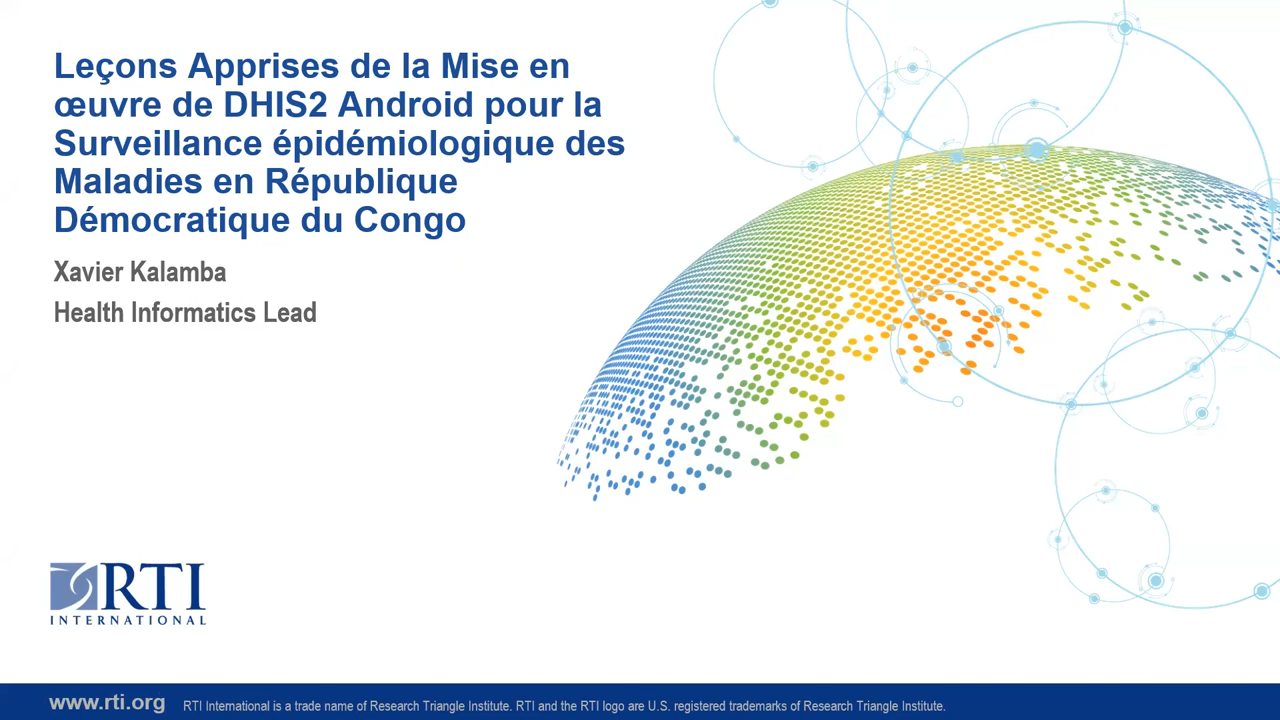 Leçons Apprises de la Mise en
œuvre de DHIS2 Android pour la
Surveillance épidémiologique des
Maladies en République
Démocratique du Congo
Xavier Kalamba
Health Informatics Lead
RTI
INTERNATIONAL
www.rti.org RTI International is a trade name of Research Triangle Institute. RTI and the RTI logo are U.S. registered trademarks of Research Triangle Institute.